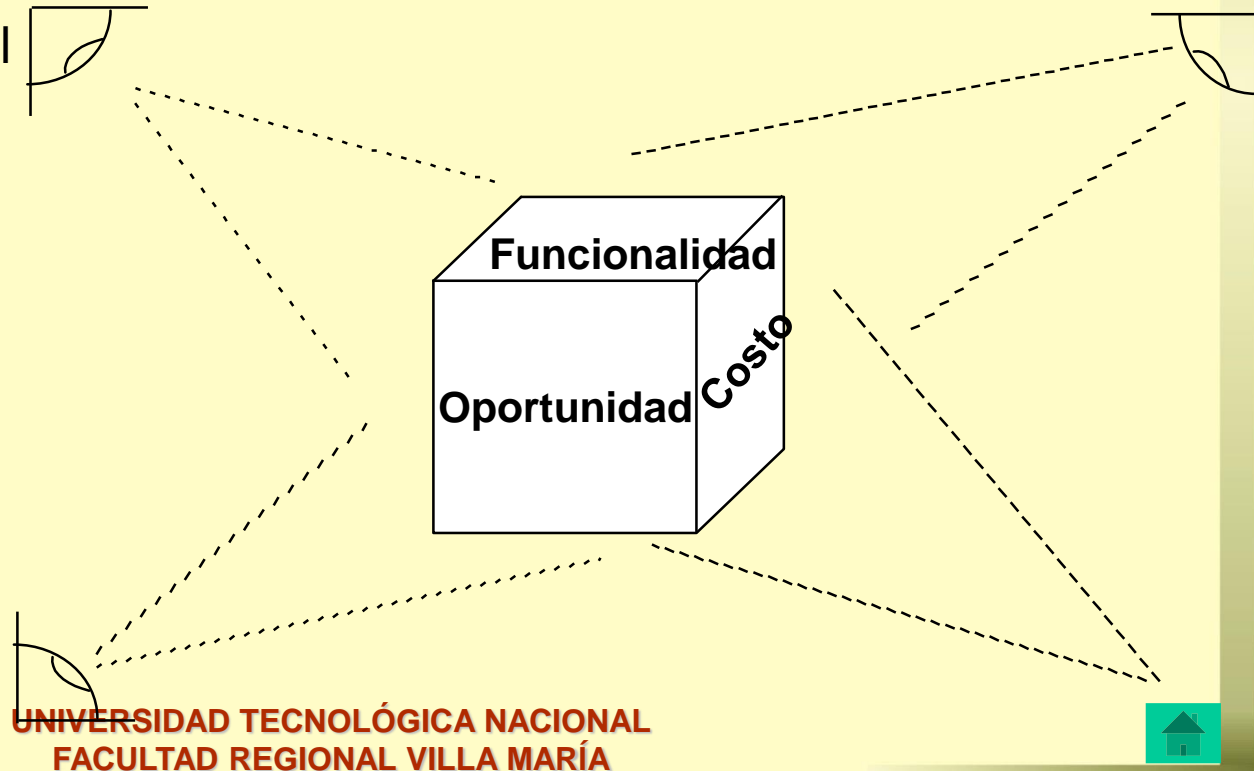 l
Funcionalidad
Costo
Oportunidad
UNIVERSIDAD TECNOLÓGICA NACIONAL
FACULTAD REGIONAL VILLA MARÍA